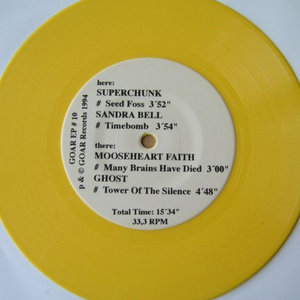 here:
SUPERCHUNK
# Seed Foss 3´52"
SANDRA BELL
# Timebomb 3´54"
there:
MOOSEHEART FAITH
# Many Brains Have Died 3´00"
GHOST
# Tower Of The Silence 4´48"
Total Time: 15´34"
33,3 RPM
GOAR EP # 10
P & © GOAR Records 1994